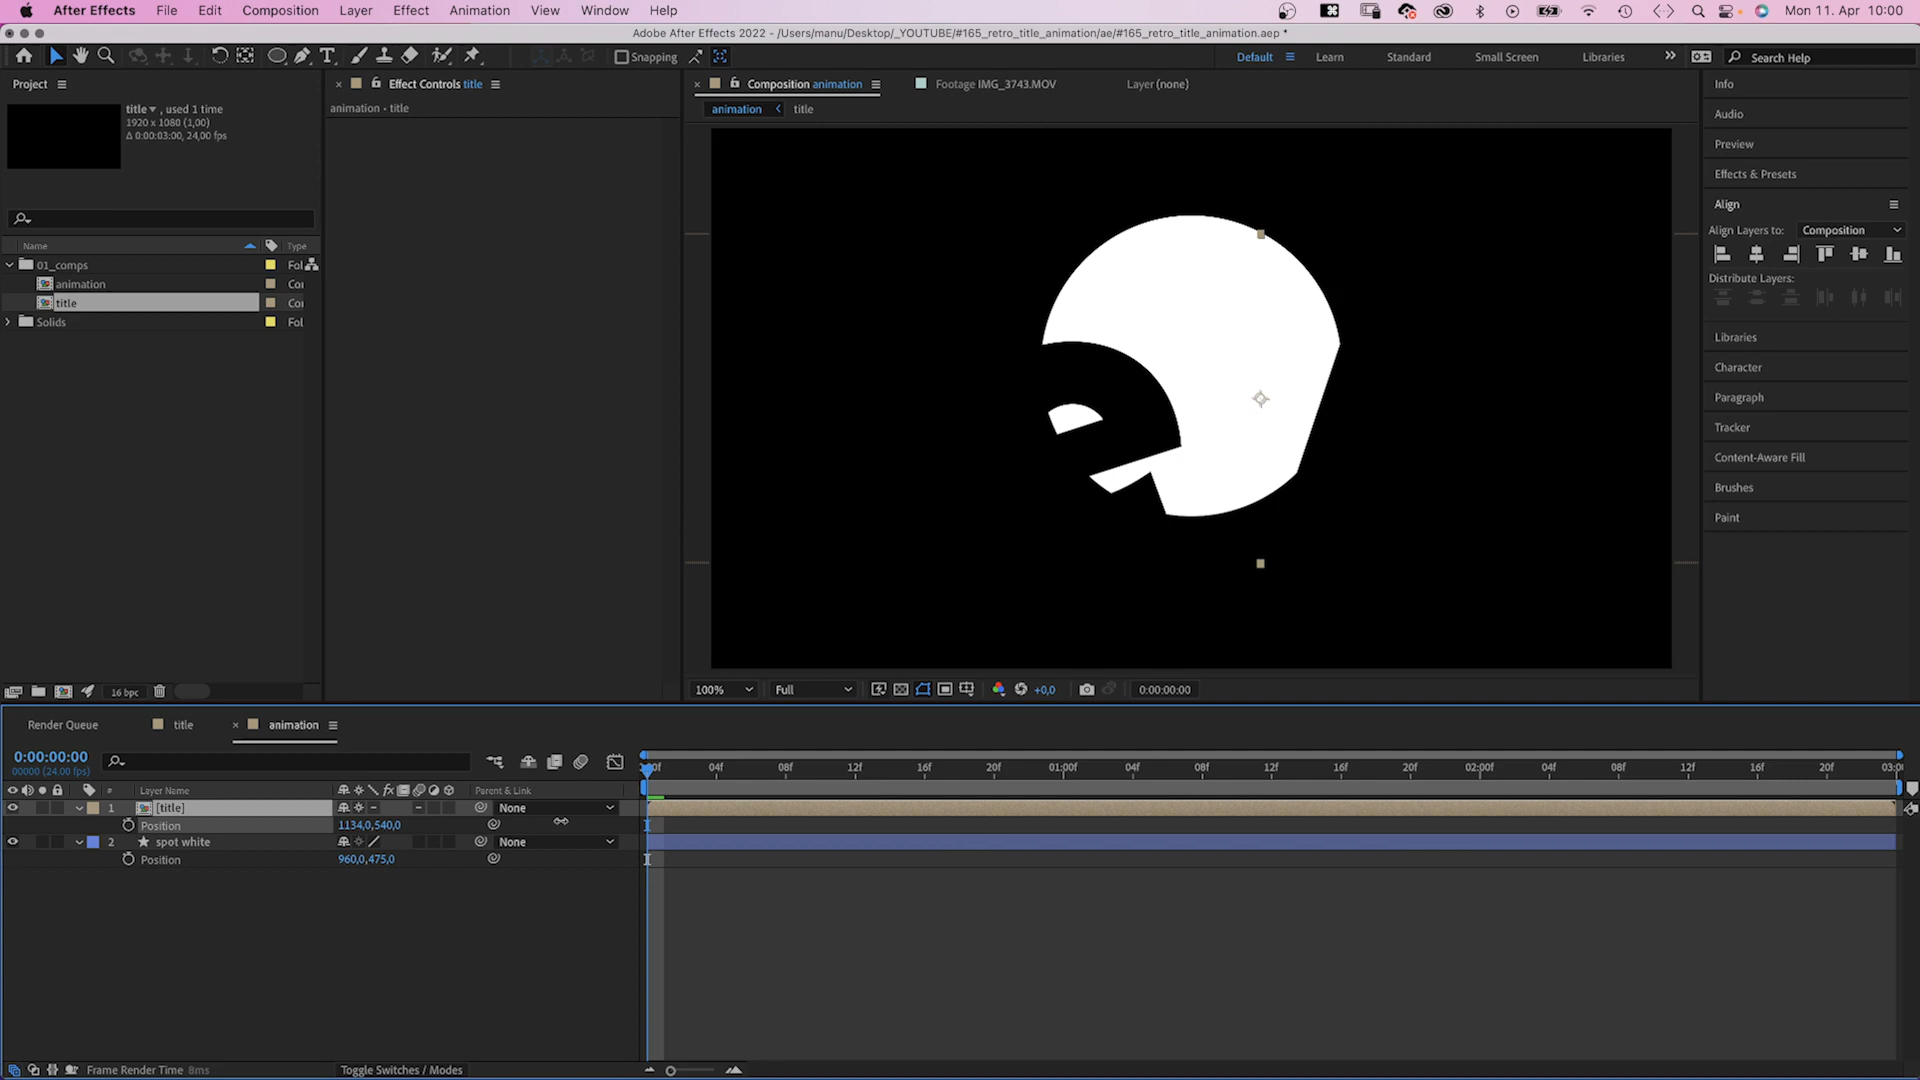 After Effects File Edit Composition Layer Effect Animation View Window Help Mon 11. Apr 10:00
Adobe After Effects 2022 - /Users/manu/Desktop/_YOUTUBE/#165_retro_title_animation/ae/#165_retro_title_animation.aep *
Snapping Default Learn Standard Small Screen Libraries Search Help
Project Effect Controls title Composition animation Footage IMG_3743.MOV Layer (none) Info
animation • title animation title
title , used 1 time
1920 x 1080 (1,00)
Δ 0:00:03:00, 24,00 fps
Audio
Preview
Effects & Presets
Align
Align Layers to: Composition
Distribute Layers:
Libraries
Character
Paragraph
Tracker
Content-Aware Fill
Brushes
Paint
Name Type
01_comps Fol
animation Co
title Co
Solids Fol
16 bpc 100% Full +0,0 0:00:00:00
Render Queue title animation
0:00:00:00
00000 (24.00 fps)
04f 08f 12f 16f 20f 01:00f 04f 08f 12f 16f 20f 02:00f 04f 08f 12f 16f 20f 03:0
# Layer Name fx Parent & Link
1 [title] None
Position 1134,0,540,0
2 spot white None
Position 960,0,475,0
Frame Render Time 8ms Toggle Switches / Modes